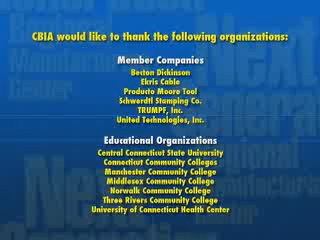 CBIA would like to thank the following organizations:
Member Companies
Becton Dickinson
Ekris Cable
Producto Moore Tool
Schwerdtl Stamping Co.
TRUMPF, Inc.
United Technologies, Inc.
Educational Organizations
Central Connecticut State University
Connecticut Community Colleges
Manchester Community College
Middlesex Community College
Norwalk Community College
Three Rivers Community College
University of Connecticut Health Center